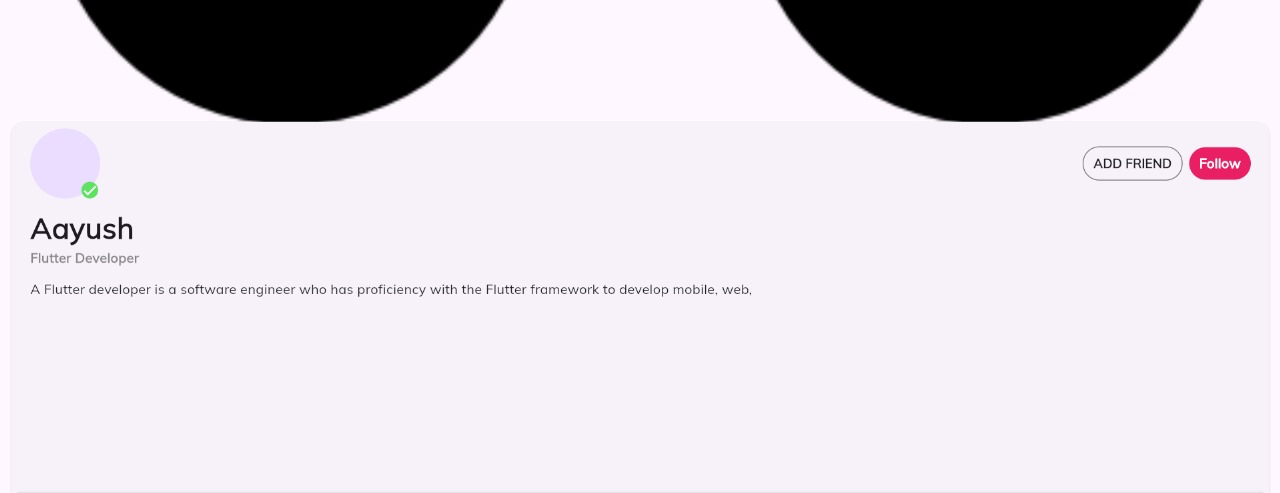 ADD FRIEND
Follow
Aayush
Flutter Developer
A Flutter developer is a software engineer who has proficiency with the Flutter framework to develop mobile, web,